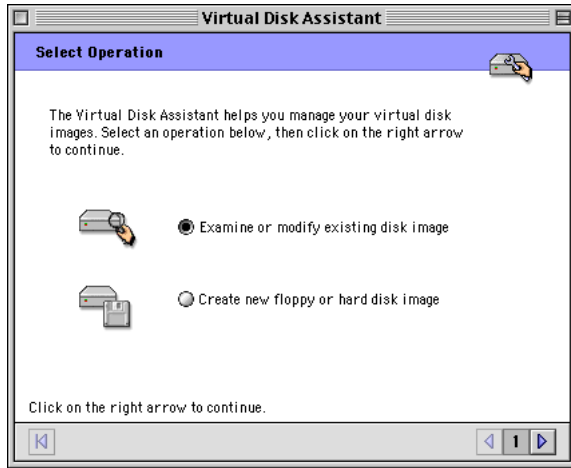 Virtual Disk Assistant
Select Operation
The Virtual Disk Assistant helps you manage your virtual disk
images. Select an operation below, then click on the right arrow
to continue.
Examine or modify existing disk image
Create new floppy or hard disk image
Click on the right arrow to continue.
1